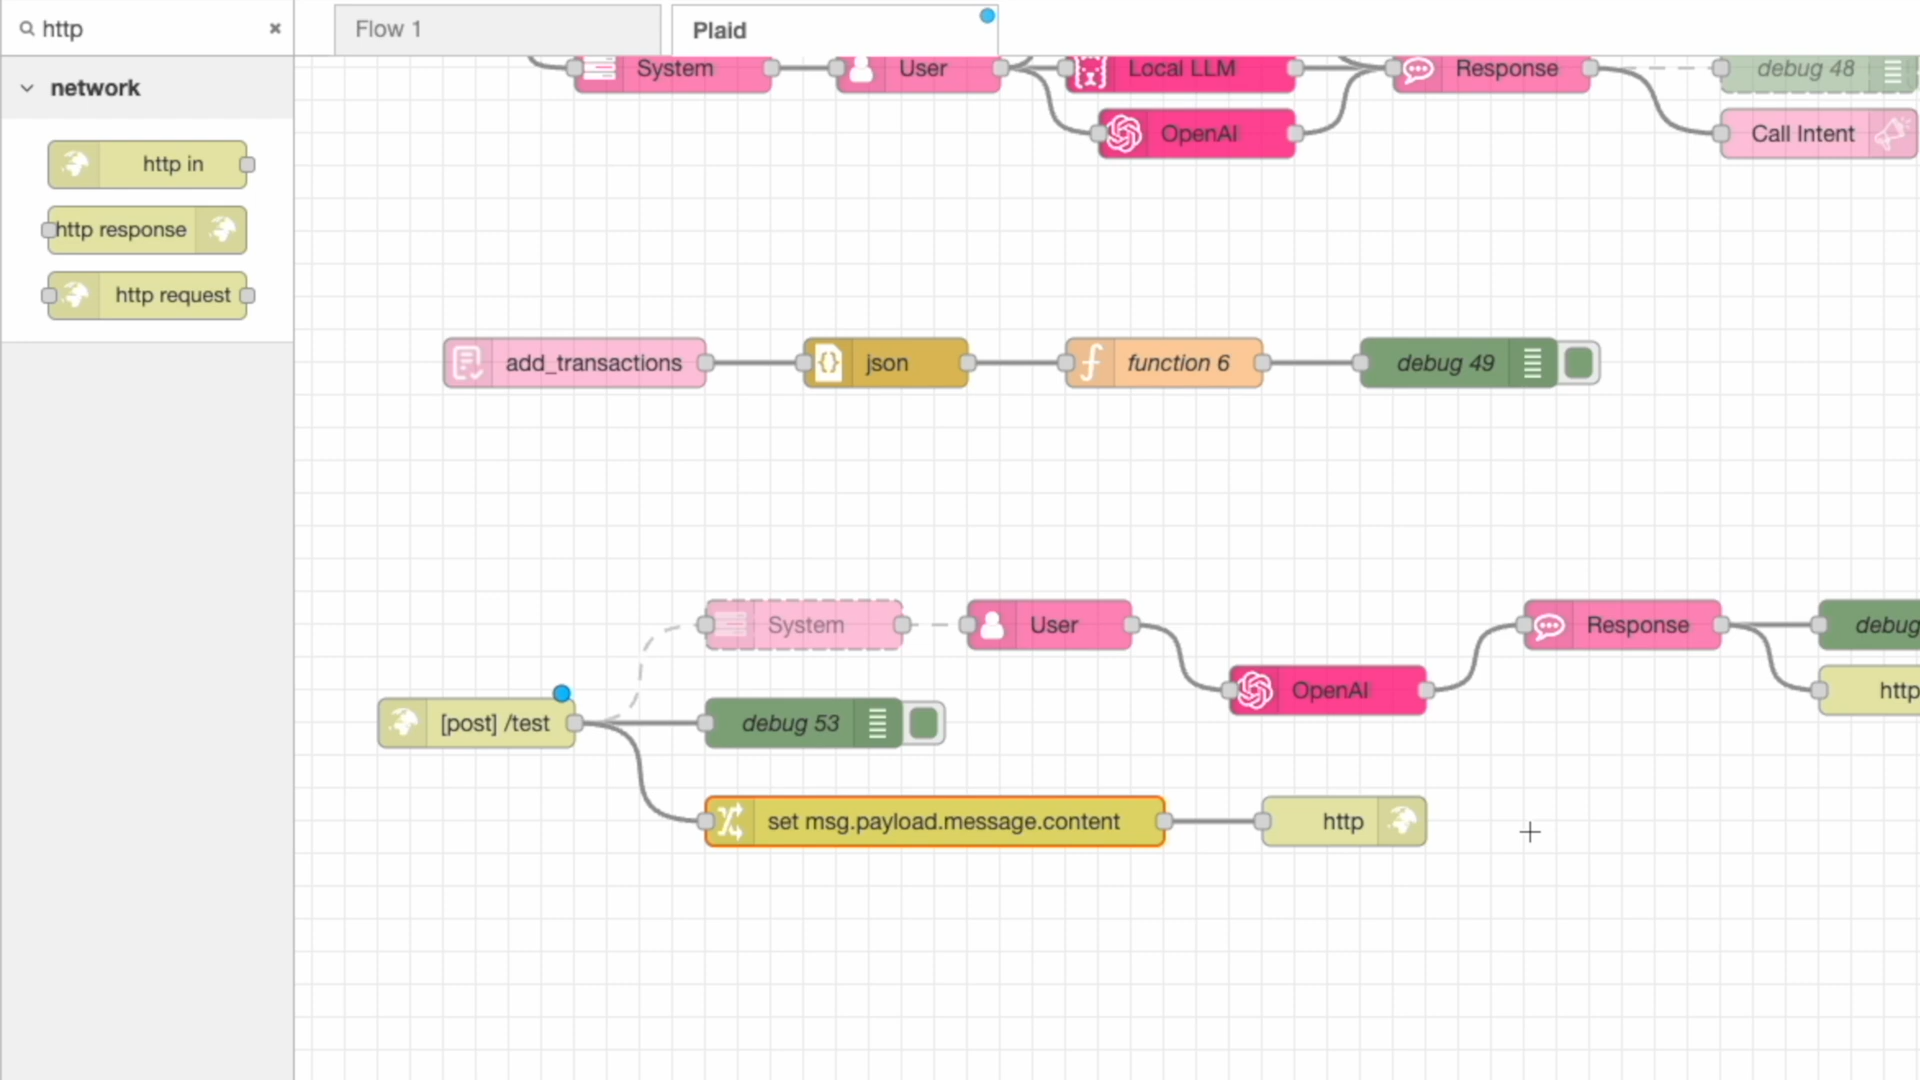 http
Flow 1
Plaid
network
http in
http response
http request
System
User
Local LLM
Response
debug 48
OpenAI
Call Intent
add_transactions
json
function 6
debug 49
System
User
Response
debug
OpenAI
http
[post] /test
debug 53
set msg.payload.message.content
http